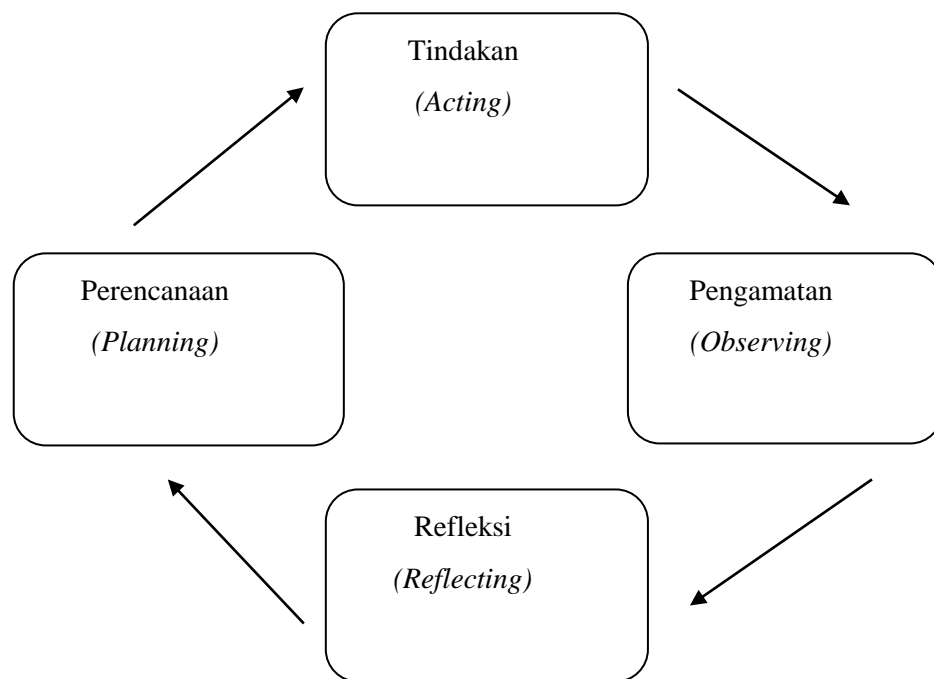 Tindakan
(Acting)
Perencanaan
(Planning)
Pengamatan
(Observing)
Refleksi
(Reflecting)